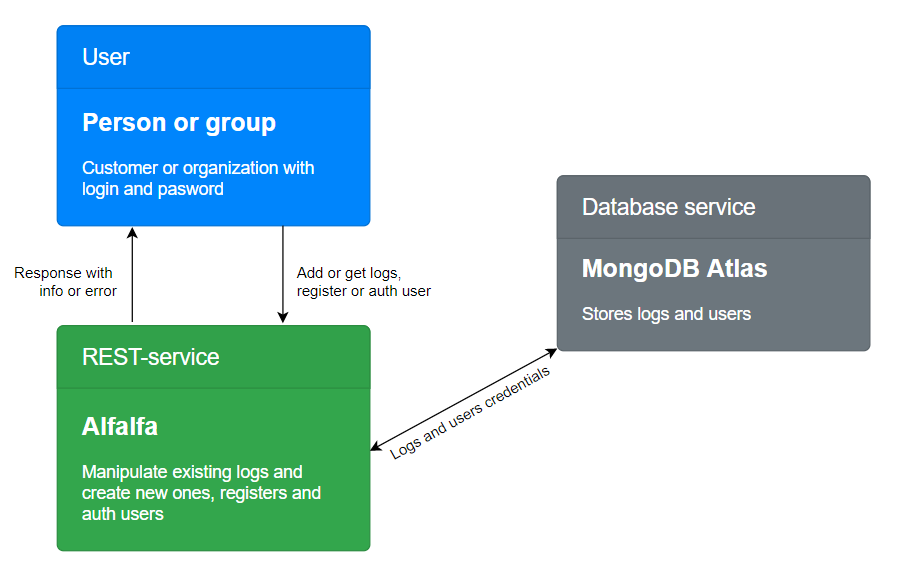 User
Person or group
Customer or organization with
login and pasword
Response with
info or error
Add or get logs,
register or auth user
REST-service
Alfalfa
Manipulate existing logs and
create new ones, registers and
auth users
Logs and users credentials
Database service
MongoDB Atlas
Stores logs and users